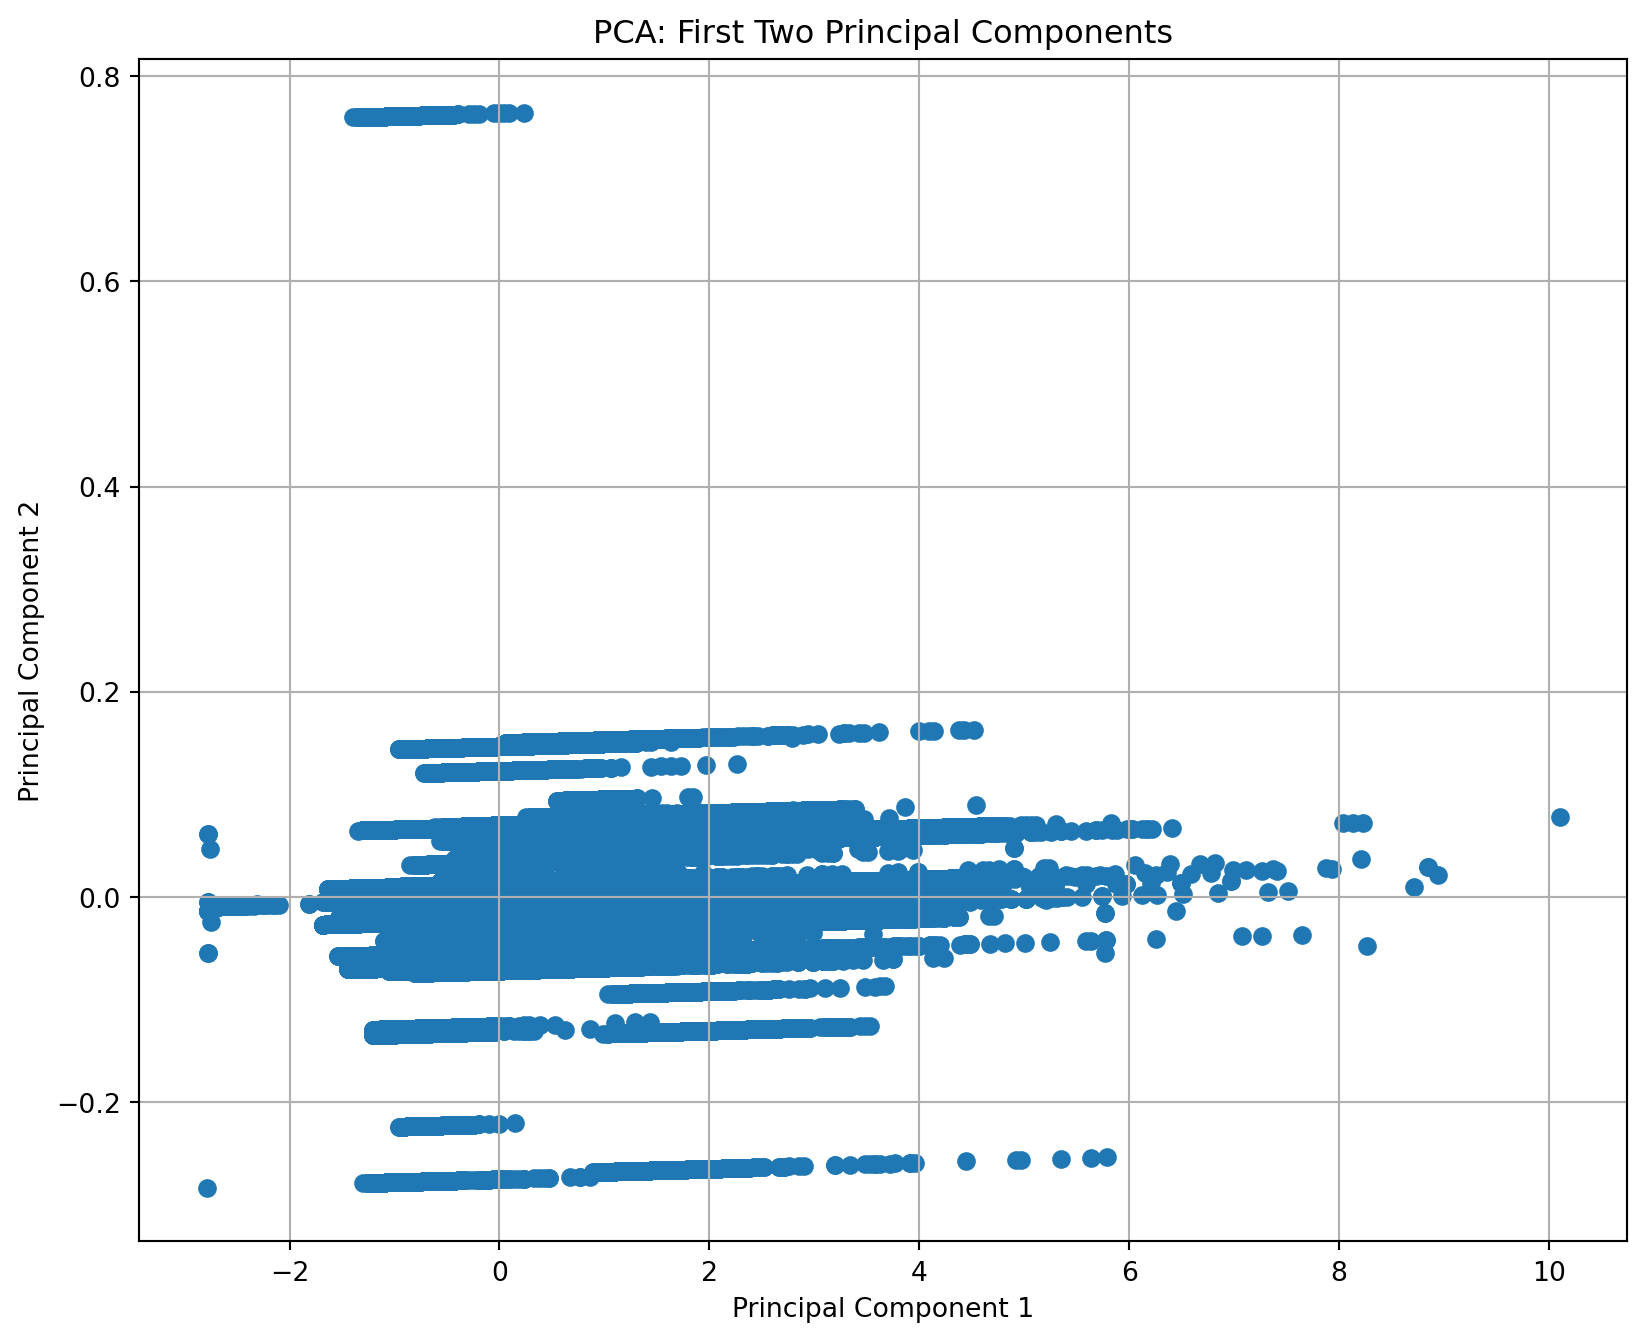 PCA: First Two Principal Components
0.8
0.6
0.4
0.2
0.0
−0.2
Principal Component 2
−2 0 2 4 6 8 10
Principal Component 1